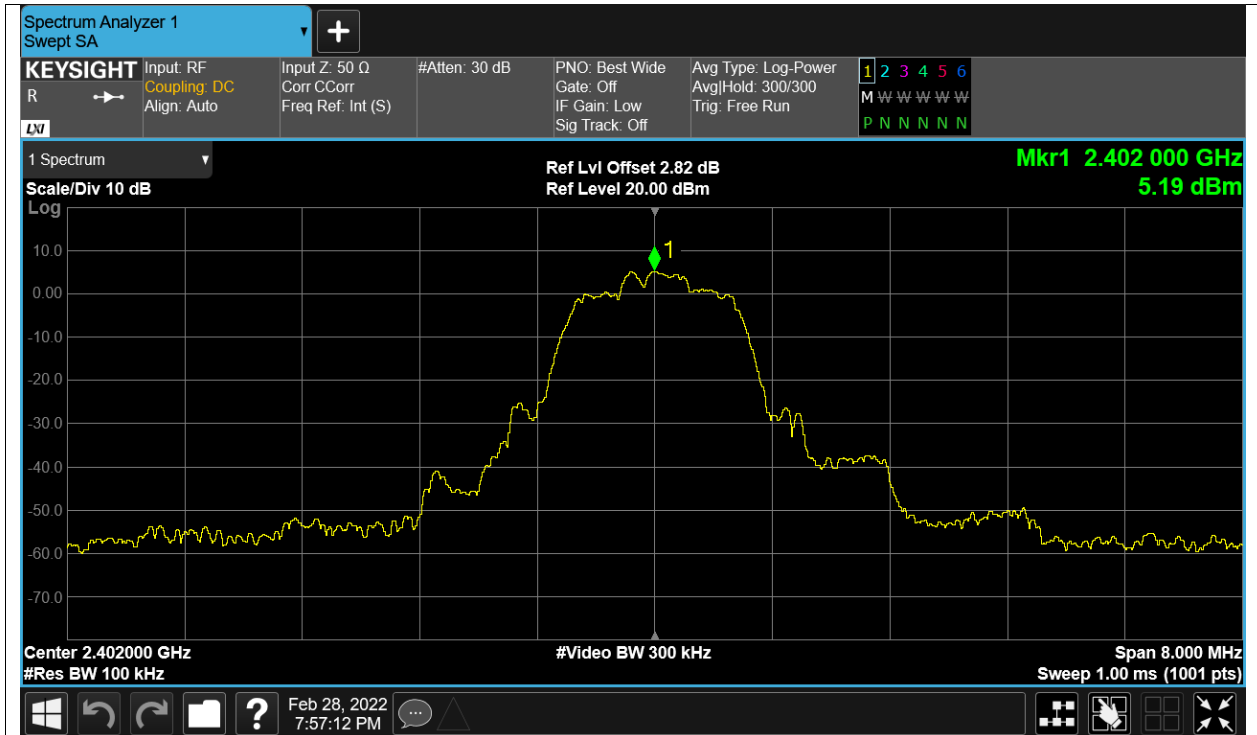 Spectrum Analyzer 1
Swept SA
▼
+
KEYSIGHT
R
LXI
Input: RF
Coupling: DC
Align: Auto
Input Z: 50 Ω
Corr CCorr
Freq Ref: Int (S)
#Atten: 30 dB
PNO: Best Wide
Gate: Off
IF Gain: Low
Sig Track: Off
Avg Type: Log-Power
Avg|Hold: 300/300
Trig: Free Run
1 2 3 4 5 6
M W W W W W
P N N N N N
1 Spectrum ▼
Scale/Div 10 dB
Log
Ref Lvl Offset 2.82 dB
Ref Level 20.00 dBm
Mkr1 2.402 000 GHz
5.19 dBm
1
10.0
0.00
-10.0
-20.0
-30.0
-40.0
-50.0
-60.0
-70.0
Center 2.402000 GHz
#Res BW 100 kHz
#Video BW 300 kHz
Span 8.000 MHz
Sweep 1.00 ms (1001 pts)
?
Feb 28, 2022
7:57:12 PM